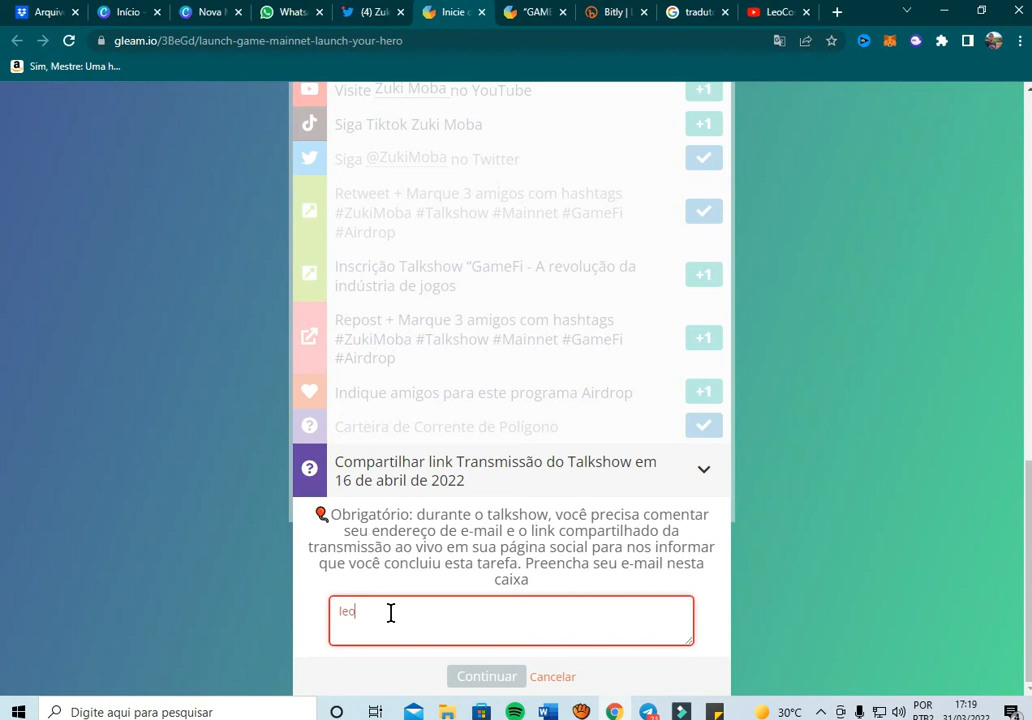 Arquivo
Início -
Nova M
Whats
(4) Zuk
Inicie o
"GAME
Bitly | L
tradut
LeoCos
gleam.io/3BeGd/launch-game-mainnet-launch-your-hero
Sim, Mestre: Uma h...
Visite Zuki Moba no YouTube
+1
Siga Tiktok Zuki Moba
+1
Siga @ZukiMoba no Twitter
Retweet + Marque 3 amigos com hashtags
#ZukiMoba #Talkshow #Mainnet #GameFi
#Airdrop
Inscrição Talkshow “GameFi - A revolução da
indústria de jogos
+1
Repost + Marque 3 amigos com hashtags
#ZukiMoba #Talkshow #Mainnet #GameFi
#Airdrop
+1
Indique amigos para este programa Airdrop
+1
Carteira de Corrente de Polígono
Compartilhar link Transmissão do Talkshow em
16 de abril de 2022
Obrigatório: durante o talkshow, você precisa comentar
seu endereço de e-mail e o link compartilhado da
transmissão ao vivo em sua página social para nos informar
que você concluiu esta tarefa. Preencha seu e-mail nesta
caixa
leo
Continuar
Cancelar
Digite aqui para pesquisar
30°C
POR
PTB2
17:19
31/03/2022